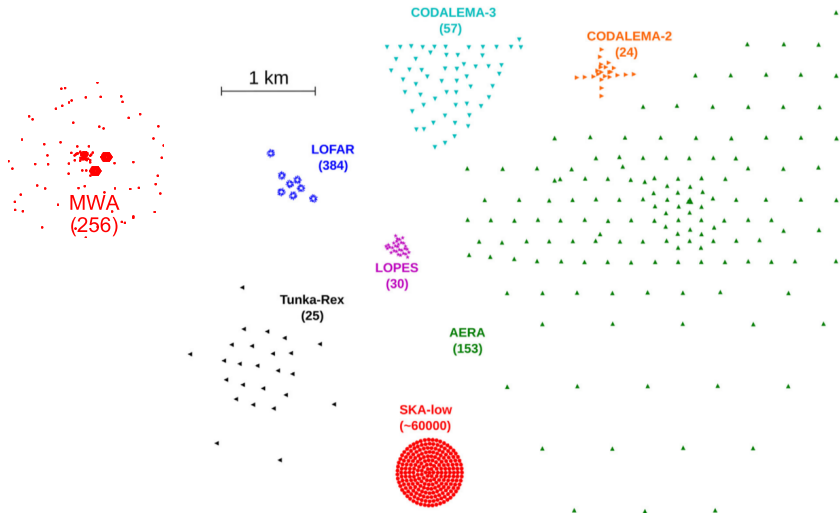 CODALEMA-3
(57)
CODALEMA-2
(24)
1 km
LOFAR
(384)
MWA
(256)
LOPES
(30)
Tunka-Rex
(25)
AERA
(153)
SKA-low
(~60000)